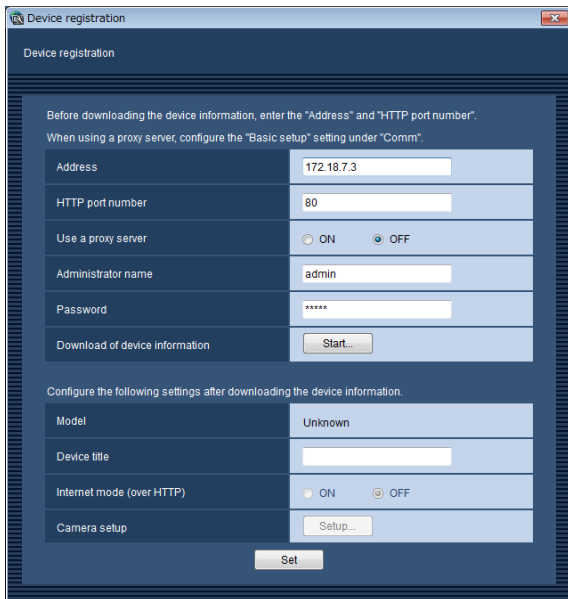 Device registration
Device registration
Before downloading the device information, enter the "Address" and "HTTP port number".
When using a proxy server, configure the "Basic setup" setting under "Comm".
Address 172.18.7.3
HTTP port number 80
Use a proxy server ON OFF
Administrator name admin
Password *****
Download of device information Start...
Configure the following settings after downloading the device information.
Model Unknown
Device title
Internet mode (over HTTP) ON OFF
Camera setup Setup...
Set